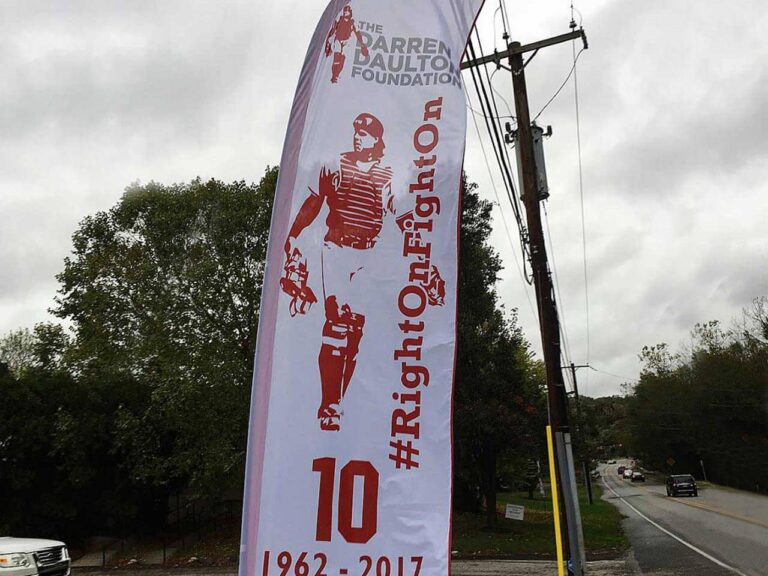 THE
DARREN
DAULTON
FOUNDATION
#RightOnFightOn
10
1962 - 2017